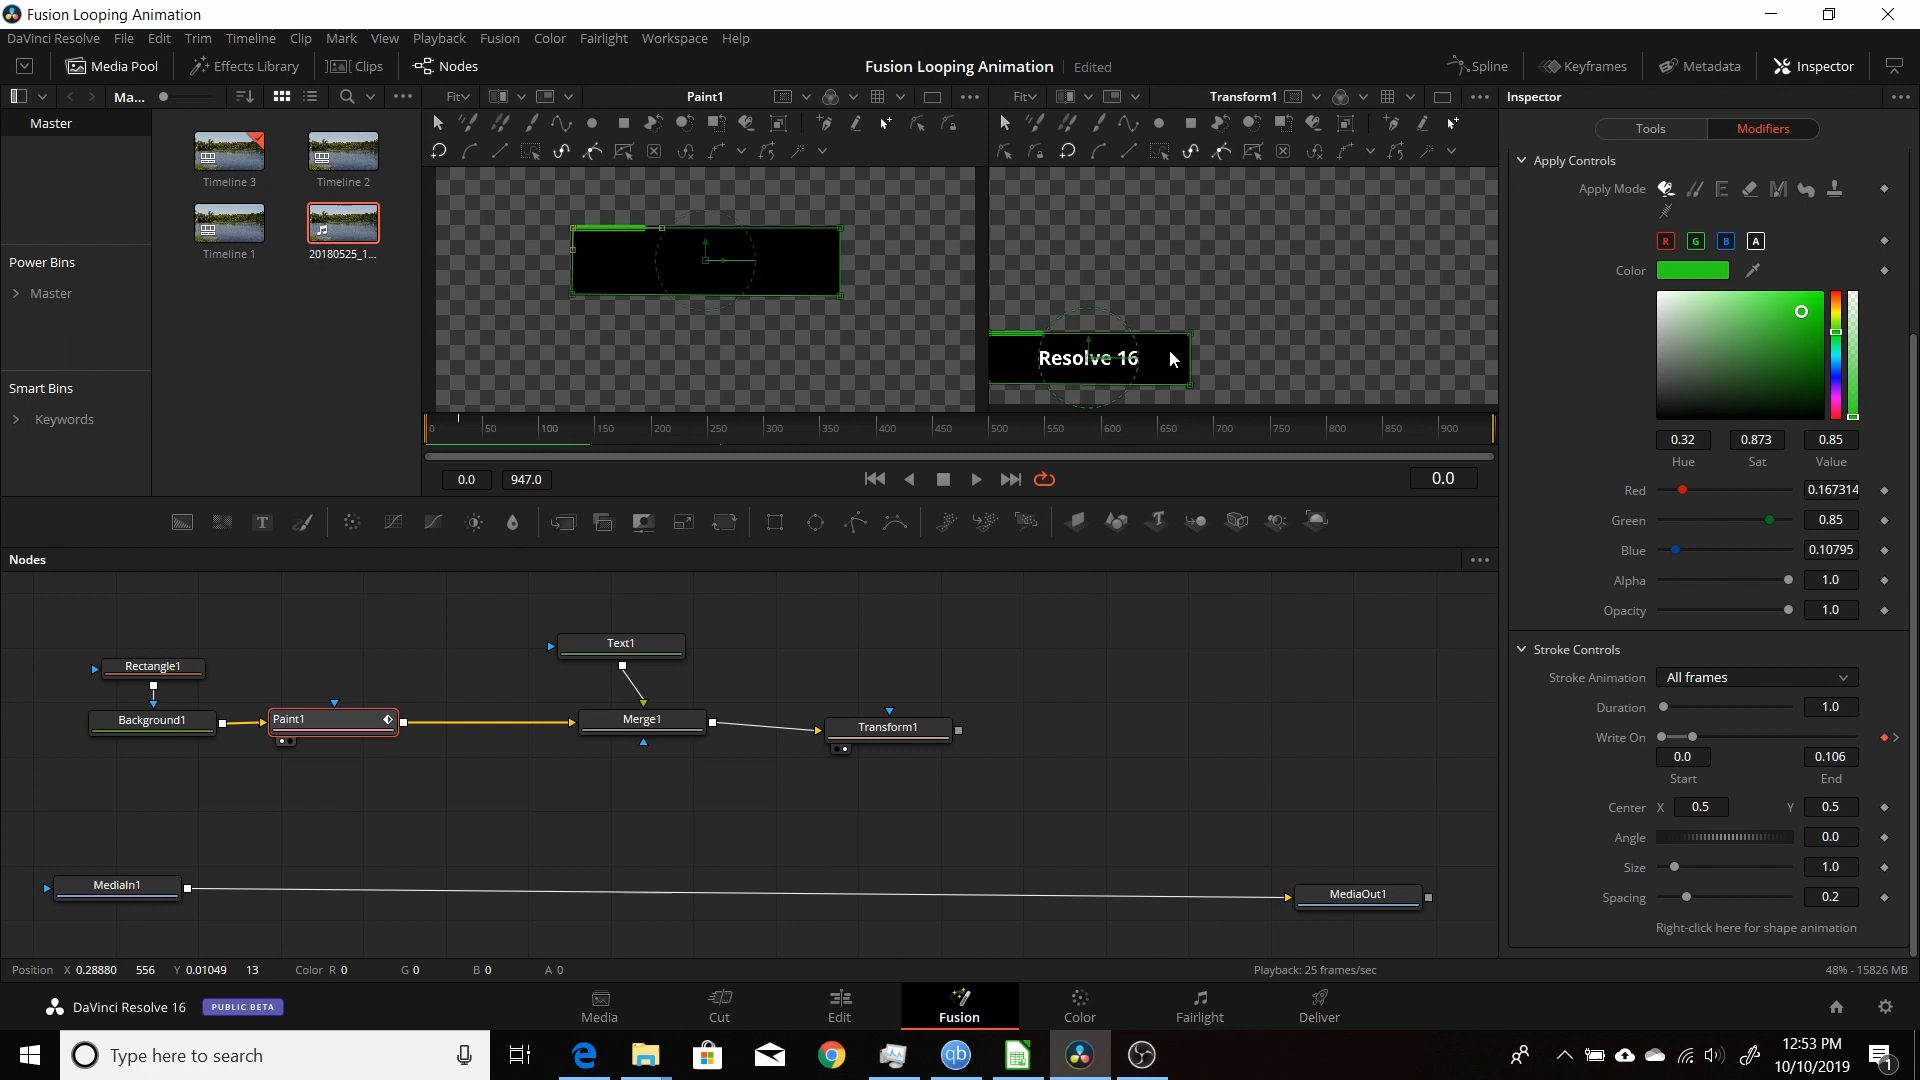 Fusion Looping Animation
DaVinci Resolve File Edit Trim Timeline Clip Mark View Playback Fusion Color Fairlight Workspace Help
Media Pool Effects Library Clips Nodes Fusion Looping Animation Edited Spline Keyframes Metadata Inspector
Ma... Fit Paint1 Fit Transform1 Inspector
Master
Tools Modifiers
Timeline 3 Timeline 2
Timeline 1 20180525_1...
Power Bins
Master
Smart Bins
Keywords
Resolve 16
0 50 100 150 200 250 300 350 400 450 500 550 600 650 700 750 800 850 900
0.0 947.0 0.0
Apply Controls
Apply Mode
R G B A
Color
0.32 0.873 0.85
Hue Sat Value
Red 0.167314
Green 0.85
Blue 0.10795
Alpha 1.0
Opacity 1.0
Stroke Controls
Stroke Animation All frames
Duration 1.0
Write On
0.0 0.106
Start End
Center X 0.5 Y 0.5
Angle 0.0
Size 1.0
Spacing 0.2
Right-click here for shape animation
Nodes
Text1
Rectangle1
Background1 Paint1 Merge1 Transform1
MediaIn1 MediaOut1
Position X 0.28880 556 Y 0.01049 13 Color R 0 G 0 B 0 A 0 Playback: 25 frames/sec 48% - 15826 MB
DaVinci Resolve 16 PUBLIC BETA
Media Cut Edit Fusion Color Fairlight Deliver
Type here to search
12:53 PM
10/10/2019
1